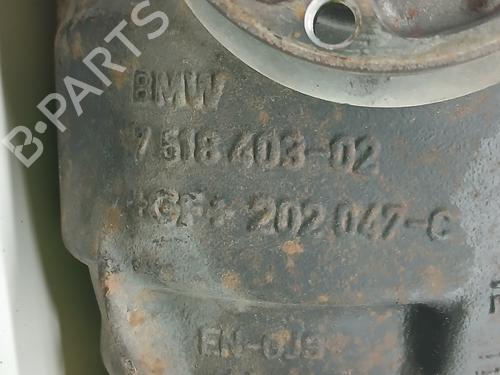 B-PARTS
BMW
7 518 403-02
+GF+ 202 047-C
EN-GJS